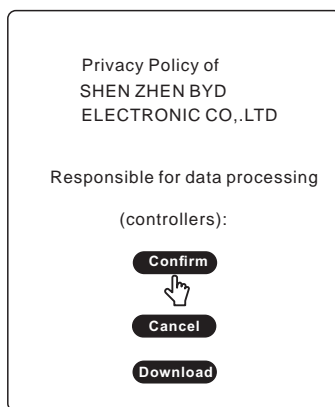 Privacy Policy of
SHEN ZHEN BYD
ELECTRONIC CO,.LTD
Responsible for data processing
(controllers):
Confirm
Cancel
Download